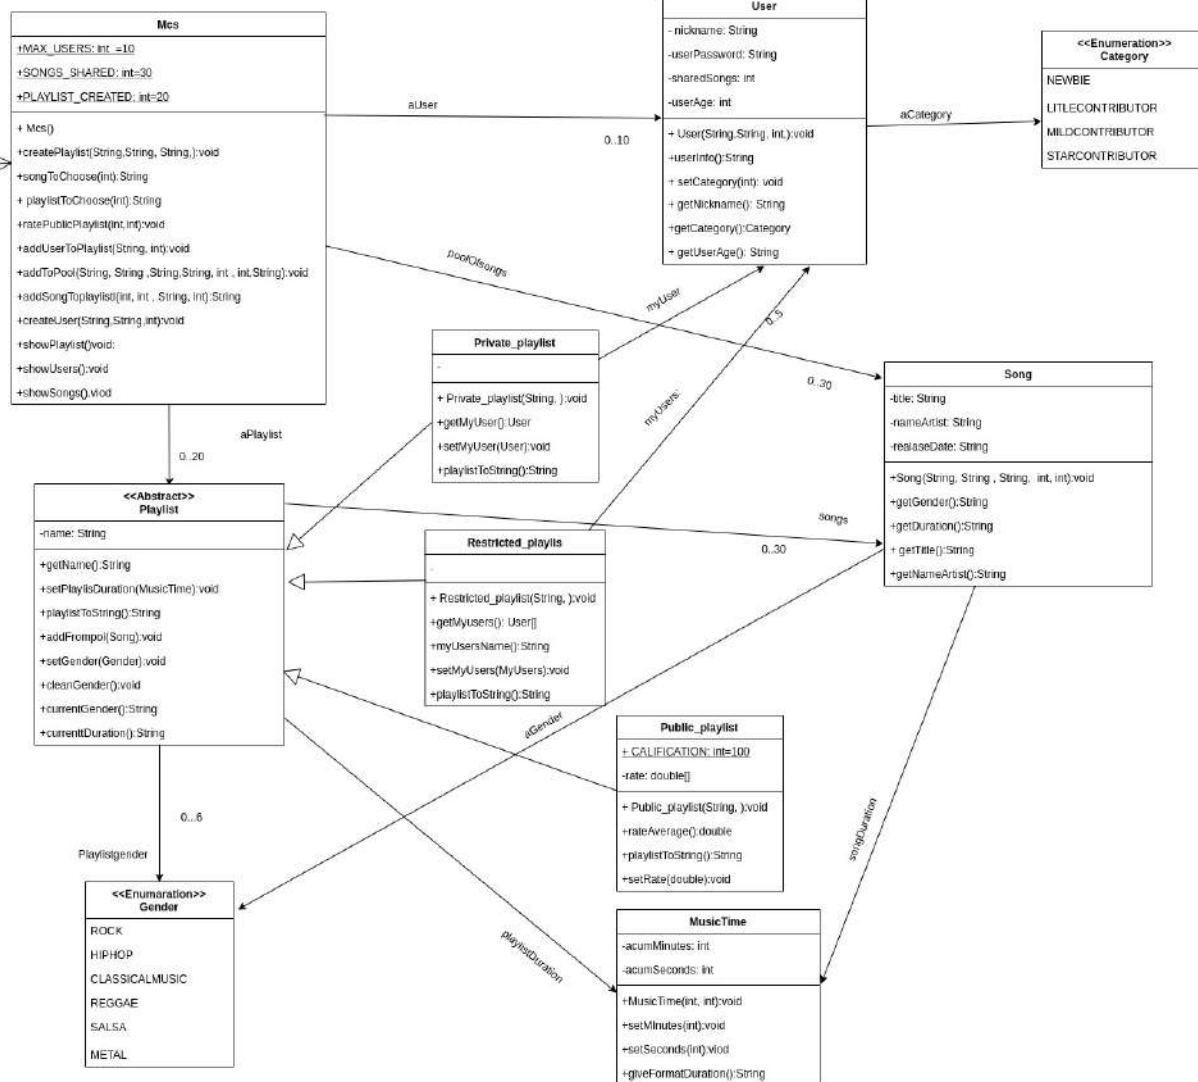 Mcs
+MAX_USERS: int =10
+SONGS_SHARED: int=30
+PLAYLIST_CREATED: int=20
+ Mcs()
+createPlaylist(String,String, String,):void
+songToChoose(int):String
+ playlistToChoose(int):String
+ratePublicPlaylist(int,int):void
+addUserToPlaylist(String, int):void
+addToPool(String, String ,String,String, int , int,String):void
+addSongToplaylistI(int, int , String, int):String
+createUser(String,String,int):void
+showPlaylist()void:
+showUsers():void
+showSongs().viod
aUser
0..10
User
- nickname: String
-userPassword: String
-sharedSongs: int
-userAge: int
+ User(String,String, int,):void
+userInfo():String
+ setCategory(int): void
+ getNickname(): String
+getCategory():Category
+ getUserAge(): String
aCategory
<<Enumeration>>
Category
NEWBIE
LITLECONTRIBUTOR
MILDCONTRIBUTOR
STARCONTRIBUTOR
poolOfsongs
0..30
myUser
0..5
myUsers:
Private_playlist
-
+ Private_playlist(String, ):void
+getMyUser():User
+setMyUser(User):void
+playlistToString():String
Song
-title: String
-nameArtist: String
-realaseDate: String
+Song(String, String , String, int, int):void
+getGender():String
+getDuration():String
+ getTitle():String
+getNameArtist():String
aPlaylist
0..20
<<Abstract>>
Playlist
-name: String
+getName():String
+setPlaylisDuration(MusicTime):void
+playlistToString():String
+addFrompol(Song):void
+setGender(Gender):void
+cleanGender():void
+currentGender():String
+currenttDuration():String
songs
0..30
Restricted_playlis
-
+ Restricted_playlist(String, ):void
+getMyusers(): User[]
+myUsersName():String
+setMyUsers(MyUsers):void
+playlistToString():String
aGender
Public_playlist
+ CALIFICATION: int=100
-rate: double[]
+ Public_playlist(String, ):void
+rateAverage():double
+playlistToString():String
+setRate(double):void
songDuration
0...6
Playlistgender
<<Enumaration>>
Gender
ROCK
HIPHOP
CLASSICALMUSIC
REGGAE
SALSA
METAL
playlistDuration
MusicTime
-acumMinutes: int
-acumSeconds: int
+MusicTime(int, int):void
+setMInutes(int):void
+setSeconds(int):viod
+giveFormatDuration():String